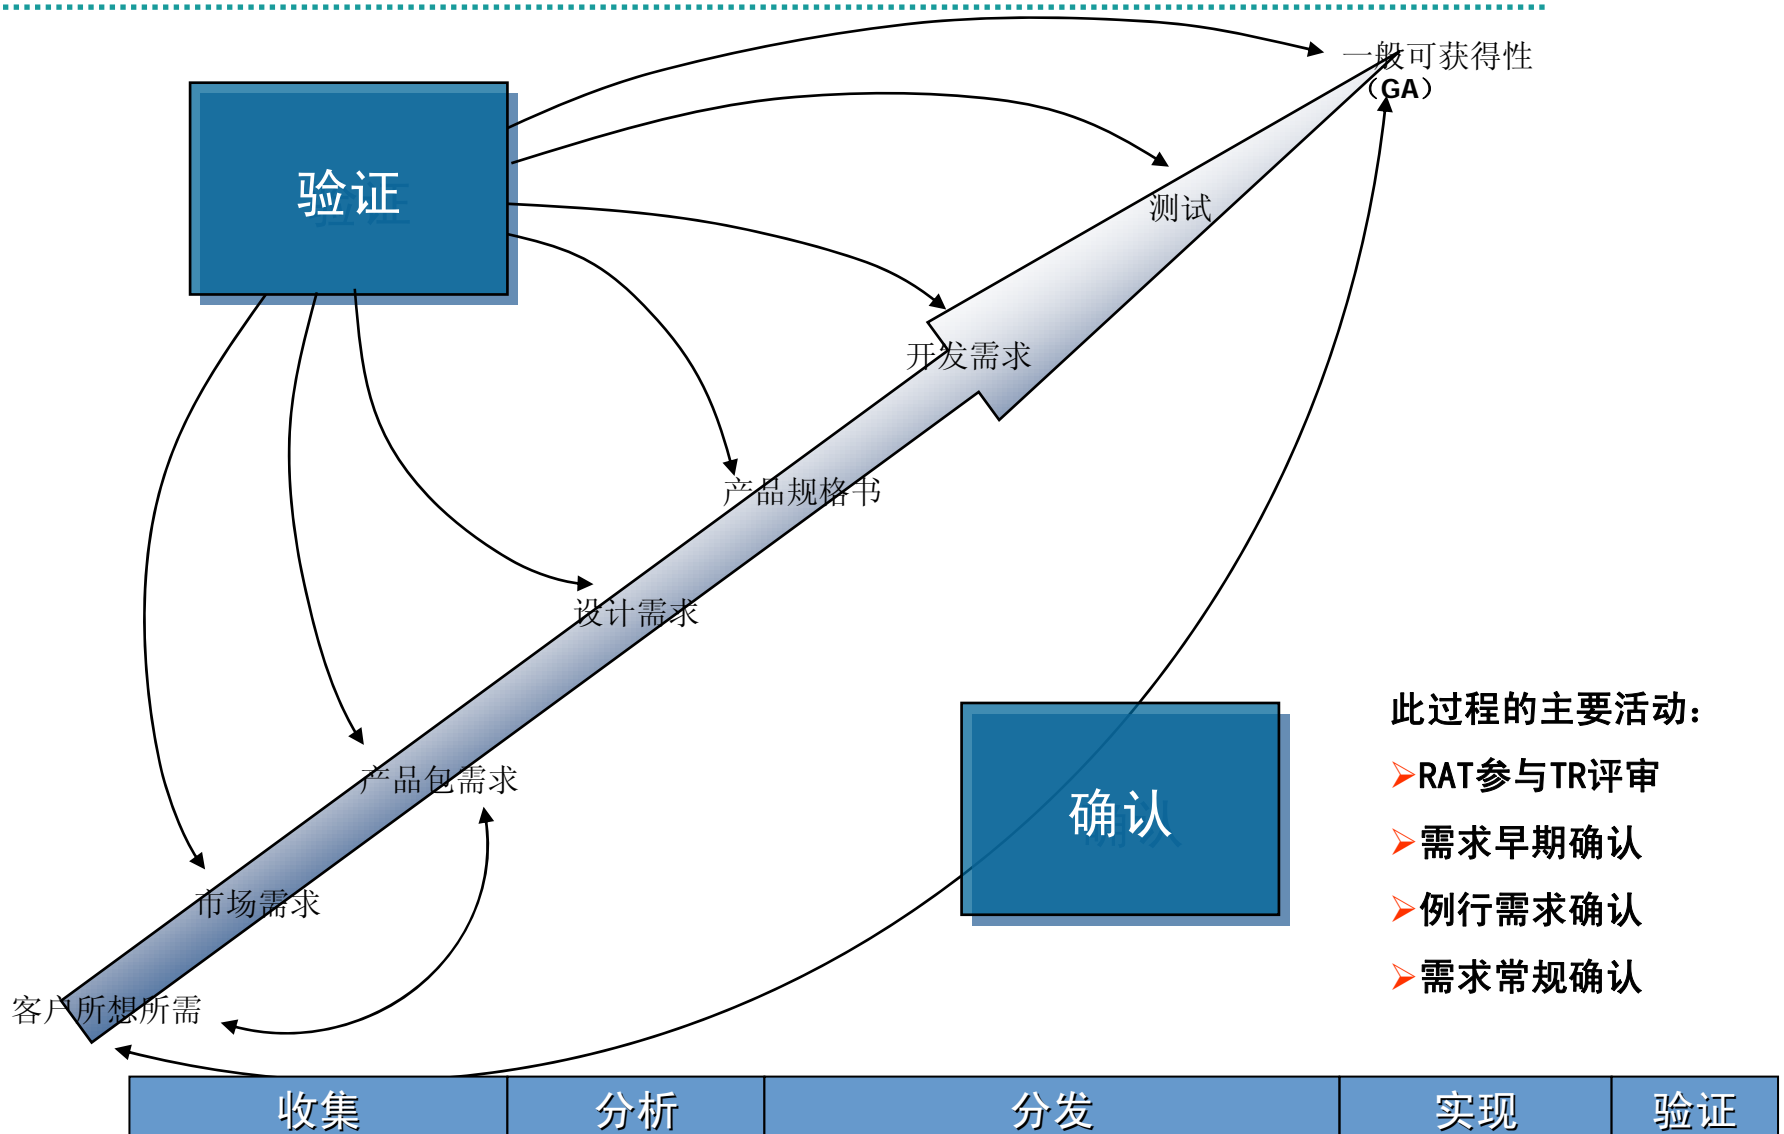 一般可获得性
（GA）
验证
测试
开发需求
产品规格书
设计需求
产品包需求
市场需求
客户所想所需
确认
此过程的主要活动：
RAT参与TR评审
需求早期确认
例行需求确认
需求常规确认
收集 分析 分发 实现 验证